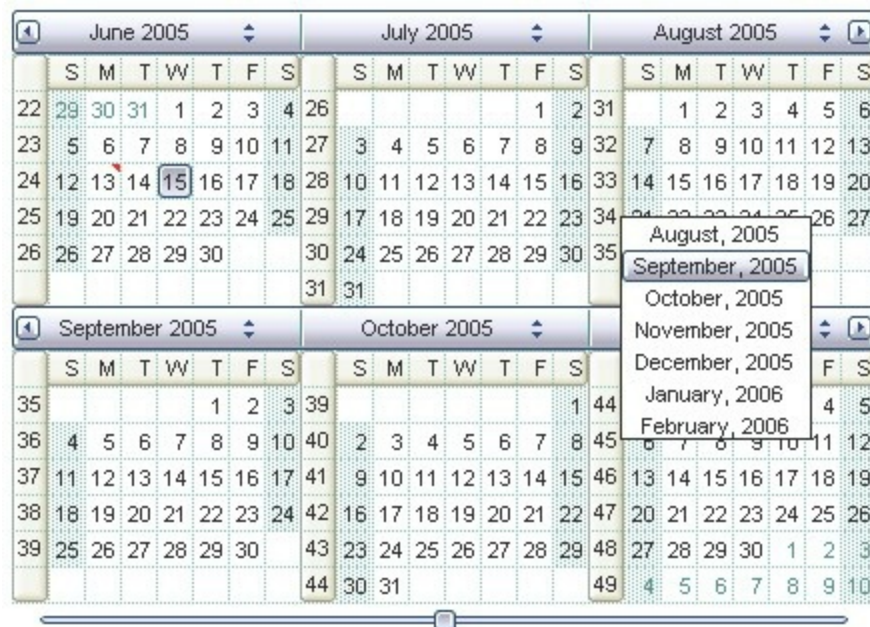 June 2005 July 2005 August 2005
S M T W T F S S M T W T F S S M T W T F S
22 29 30 31 1 2 3 4 26 1 2 31 1 2 3 4 5 6
23 5 6 7 8 9 10 11 27 3 4 5 6 7 8 9 32 7 8 9 10 11 12 13
24 12 13 14 15 16 17 18 28 10 11 12 13 14 15 16 33 14 15 16 17 18 19 20
25 19 20 21 22 23 24 25 29 17 18 19 20 21 22 23 34 26 27
26 26 27 28 29 30 30 24 25 26 27 28 29 30 35
31 31
August, 2005
September, 2005
October, 2005
November, 2005
December, 2005
January, 2006
February, 2006
September 2005 October 2005
S M T W T F S S M T W T F S F S
35 1 2 3 39 1 44 4 5
36 4 5 6 7 8 9 10 40 2 3 4 5 6 7 8 45 6 7 8 9 10 11 12
37 11 12 13 14 15 16 17 41 9 10 11 12 13 14 15 46 13 14 15 16 17 18 19
38 18 19 20 21 22 23 24 42 16 17 18 19 20 21 22 47 20 21 22 23 24 25 26
39 25 26 27 28 29 30 43 23 24 25 26 27 28 29 48 27 28 29 30 1 2 3
44 30 31 49 4 5 6 7 8 9 10